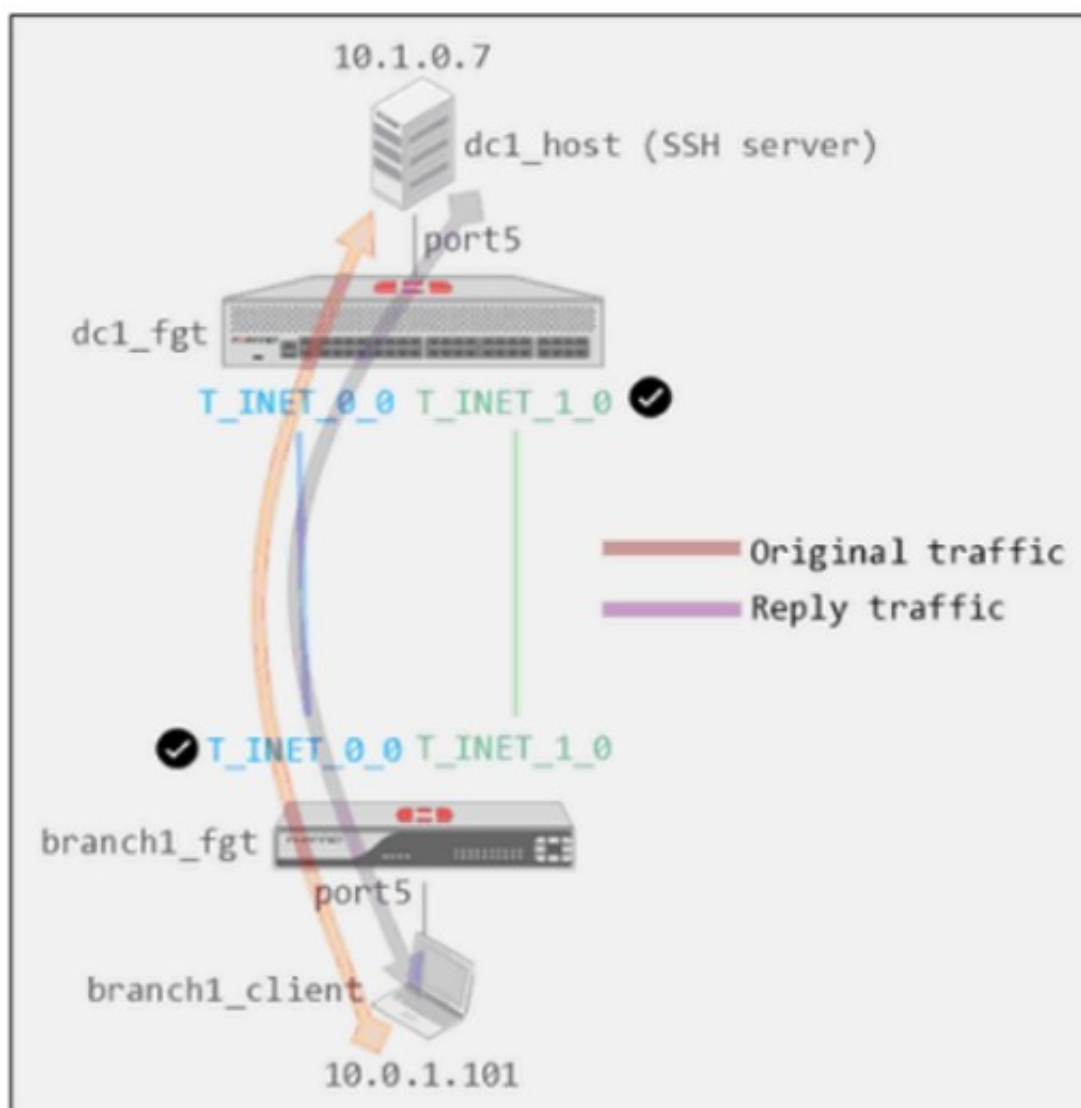 10.1.0.7
dc1_host (SSH server)
port5
dc1_fgt
T_INET_0_0 T_INET_1_0
Original traffic
Reply traffic
T_INET_0_0 T_INET_1_0
branch1_fgt
port5
branch1_client
10.0.1.101